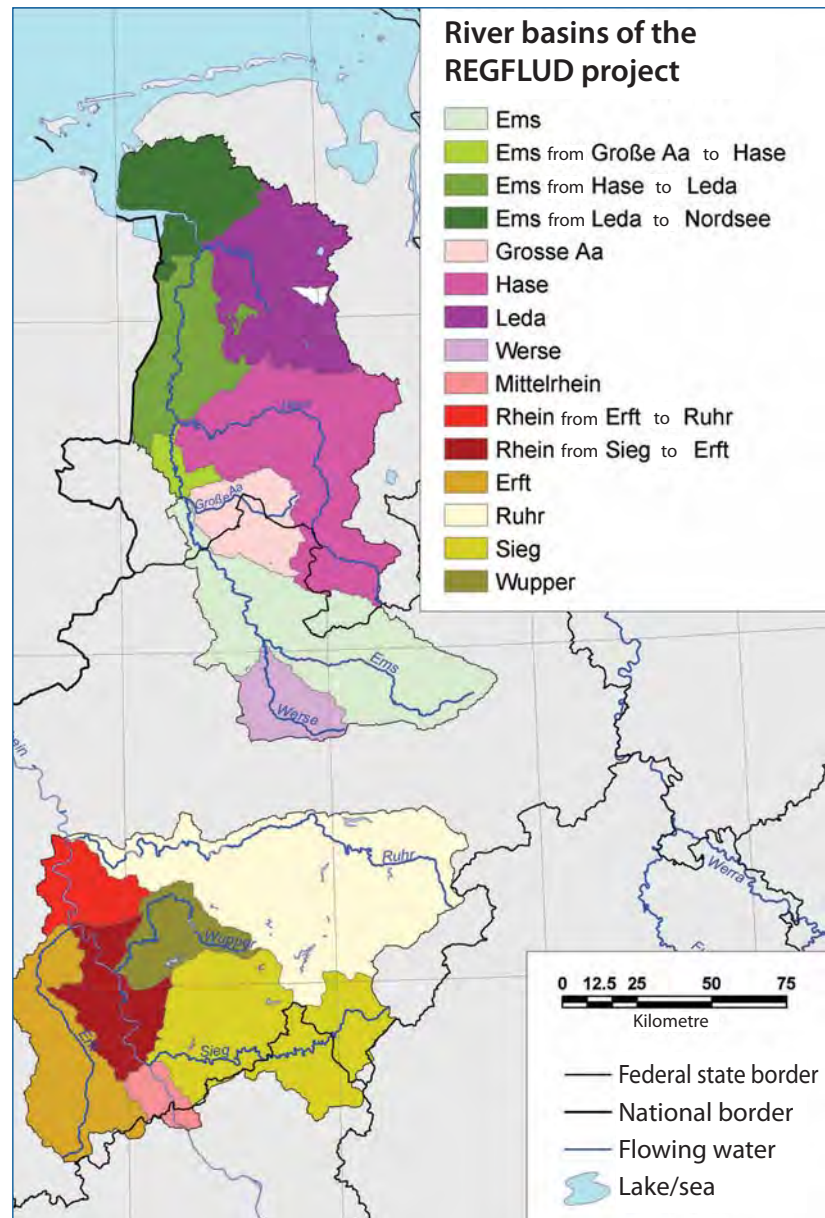 River basins of the
REGFLUD project
Ems
Ems from Große Aa to Hase
Ems from Hase to Leda
Ems from Leda to Nordsee
Grosse Aa
Hase
Leda
Werse
Mittelrhein
Rhein from Erft to Ruhr
Rhein from Sieg to Erft
Erft
Ruhr
Sieg
Wupper
Große Aa
Ems
Werse
ein
Ruhr
Wupper
Werra
Sieg
0 12.5 25 50 75
Kilometre
Federal state border
National border
Flowing water
Lake/sea